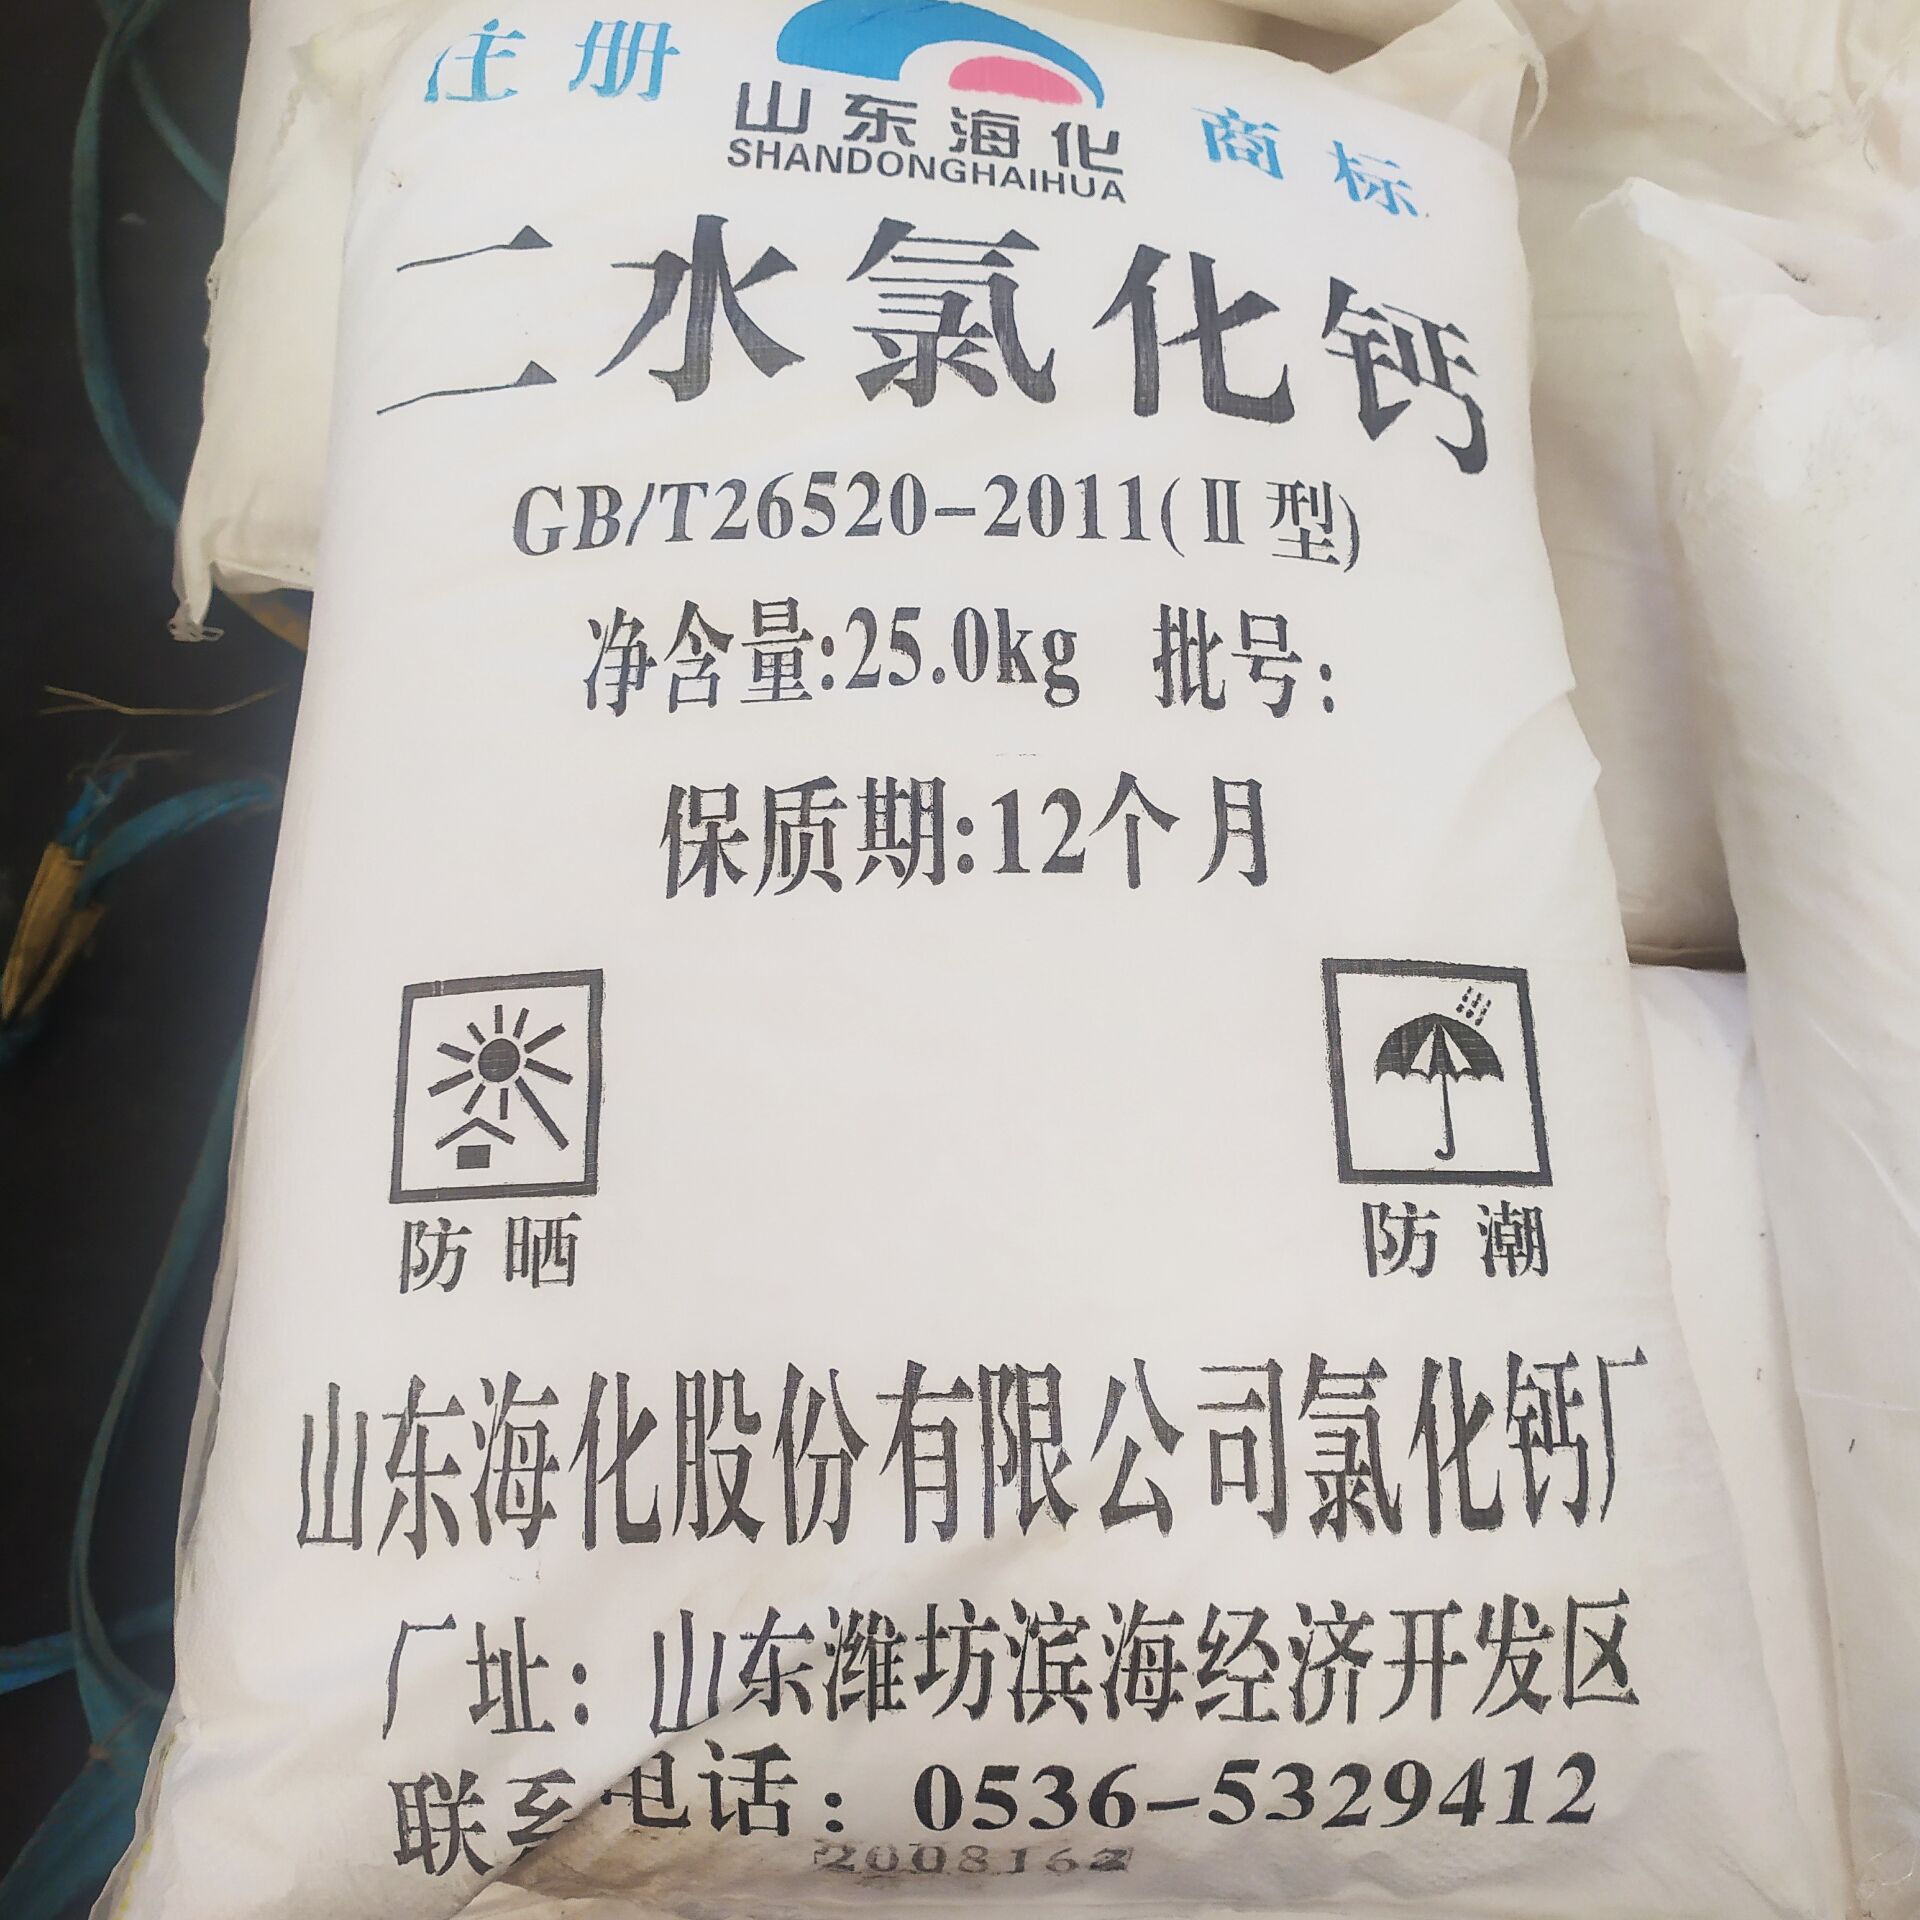 注册 商标
山东海化
SHANDONGHAIHUA
二水氯化钙
GB/T26520-2011(Ⅱ型)
净含量:25.0kg 批号:
保质期:12个月
防晒 防潮
山东海化股份有限公司氯化钙厂
厂址：山东潍坊滨海经济开发区
联系电话：0536-5329412
2008162